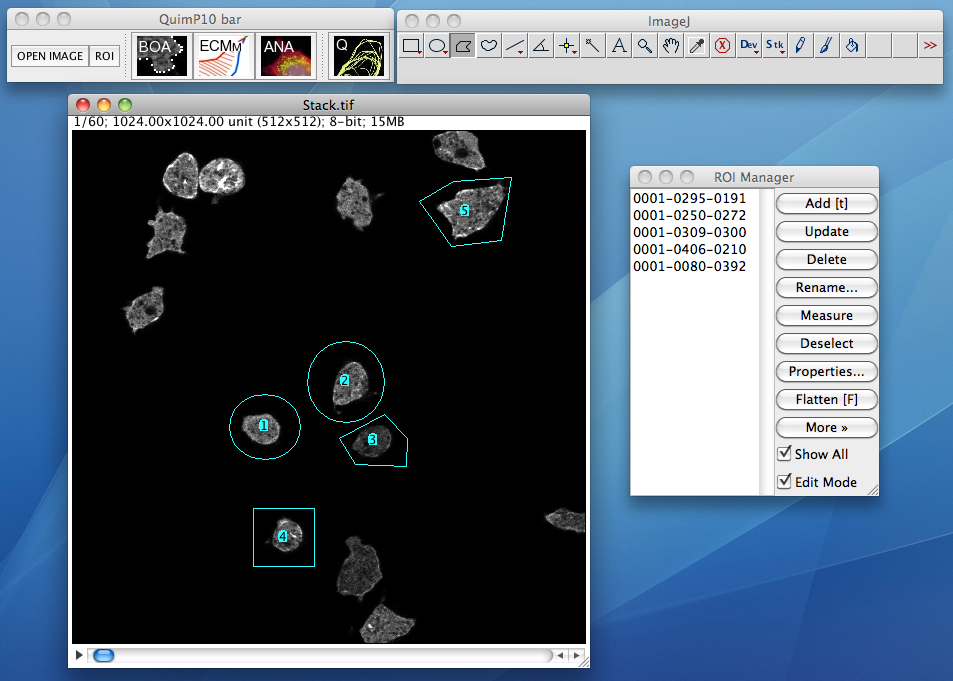 QuimP10 bar
OPEN IMAGE ROI BOA ECMM ANA Q
ImageJ
A Dev Stk >>
Stack.tif
1/60; 1024.00x1024.00 unit (512x512); 8-bit; 15MB
5
2
1
3
4
ROI Manager
0001-0295-0191
0001-0250-0272
0001-0309-0300
0001-0406-0210
0001-0080-0392
Add [t]
Update
Delete
Rename...
Measure
Deselect
Properties...
Flatten [F]
More »
Show All
Edit Mode